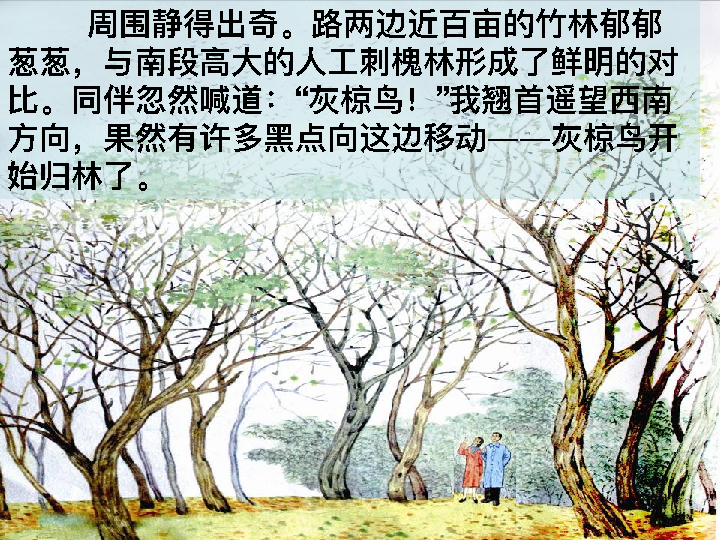 周围静得出奇。路两边近百亩的竹林郁郁
葱葱，与南段高大的人工刺槐林形成了鲜明的对
比。同伴忽然喊道：“灰椋鸟！”我翘首遥望西南
方向，果然有许多黑点向这边移动——灰椋鸟开
始归林了。